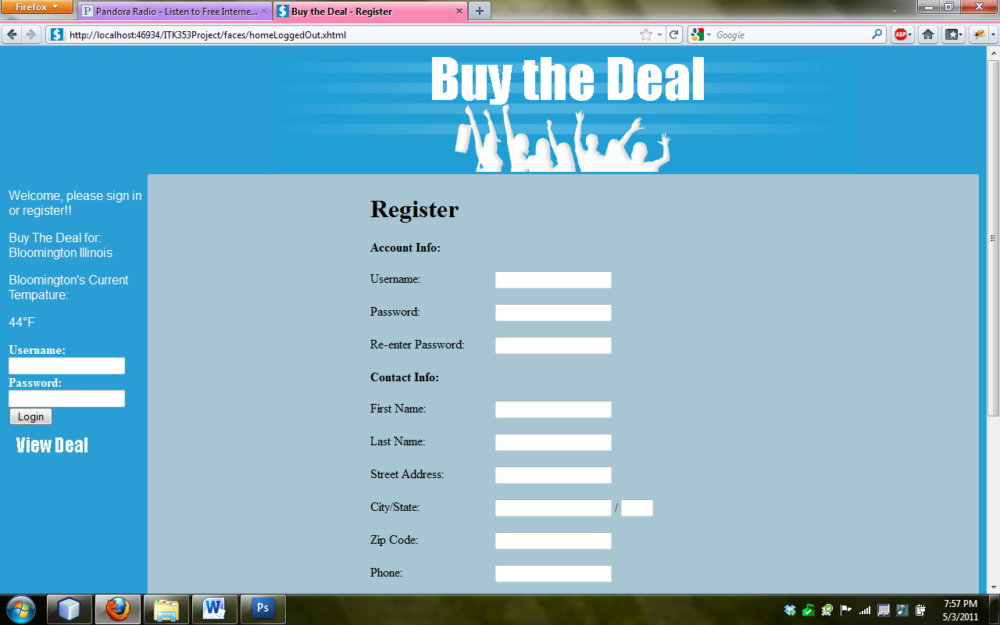 Firefox
Pandora Radio - Listen to Free Interne...
Buy the Deal - Register
http://localhost:46934/ITK353Project/faces/homeLoggedOut.xhtml
Google
ABP
Buy the Deal
Welcome, please sign in
or register!!
Buy The Deal for:
Bloomington Illinois
Bloomington's Current
Tempature:
44°F
Username:
Password:
Login
View Deal
Register
Account Info:
Username:
Password:
Re-enter Password:
Contact Info:
First Name:
Last Name:
Street Address:
City/State:
/
Zip Code:
Phone:
W
Ps
7:57 PM
5/3/2011